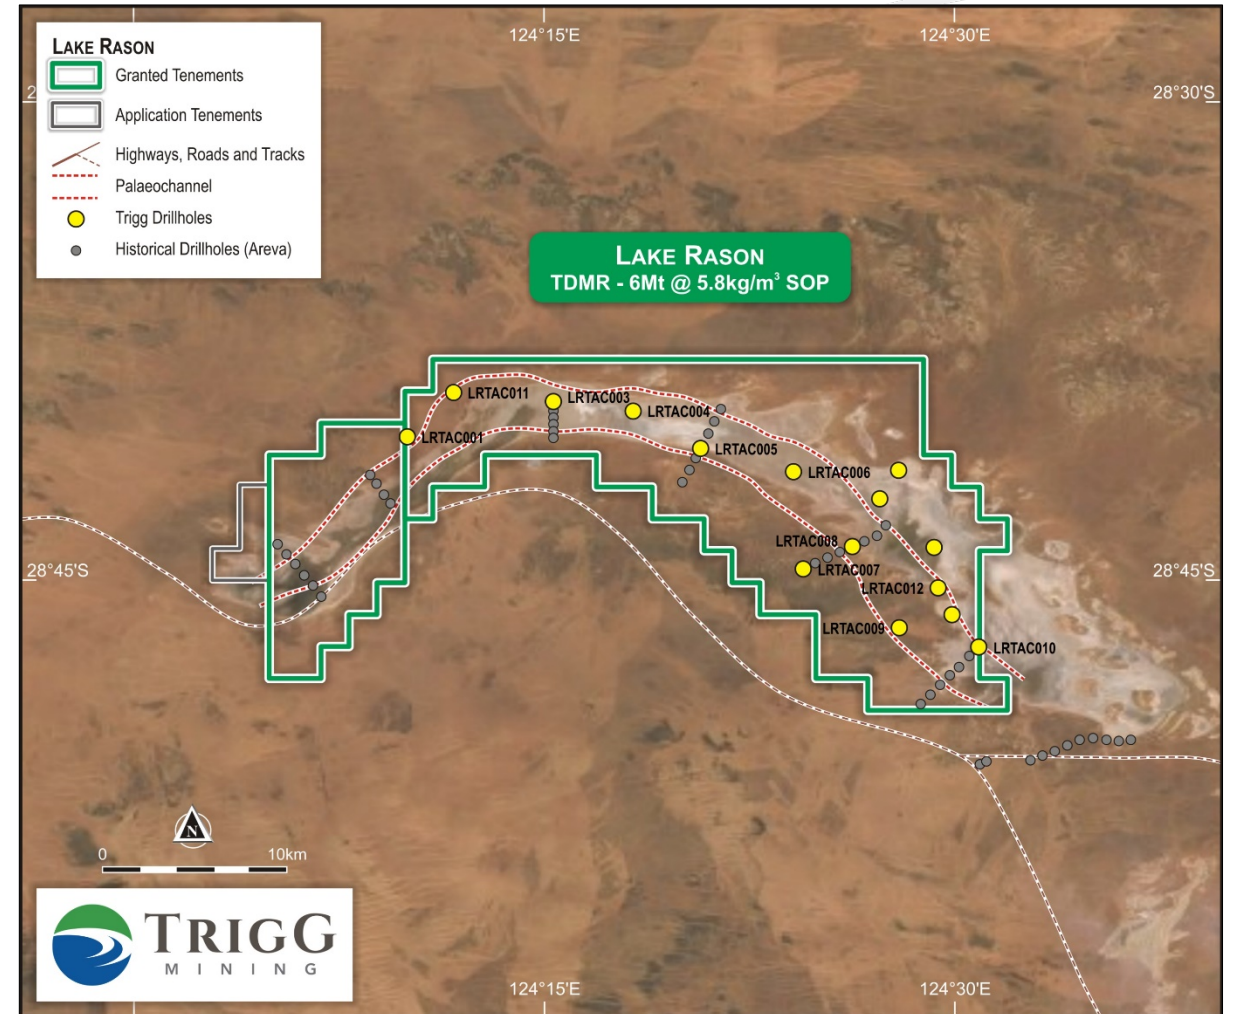 124°15'E
124°30'E
LAKE RASON
Granted Tenements
Application Tenements
Highways, Roads and Tracks
Palaeochannel
Trigg Drillholes
Historical Drillholes (Areva)
28°30'S
LAKE RASON
TDMR - 6Mt @ 5.8kg/m³ SOP
LRTAC011
LRTAC003
LRTAC004
LRTAC001
LRTAC005
LRTAC006
LRTAC008
LRTAC007
28°45'S
28°45'S
LRTAC012
LRTAC009
LRTAC010
N
0
10km
TRIGG
MINING
124°15'E
124°30'E